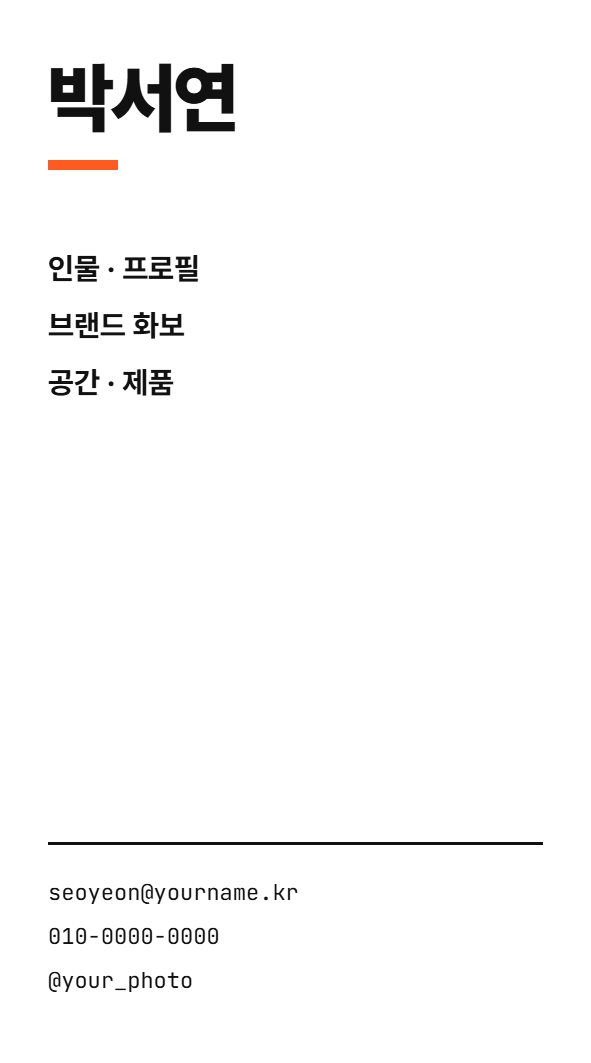 박서연
인물 · 프로필
브랜드 화보
공간 · 제품
seoyeon@yourname.kr
010-0000-0000
@your_photo